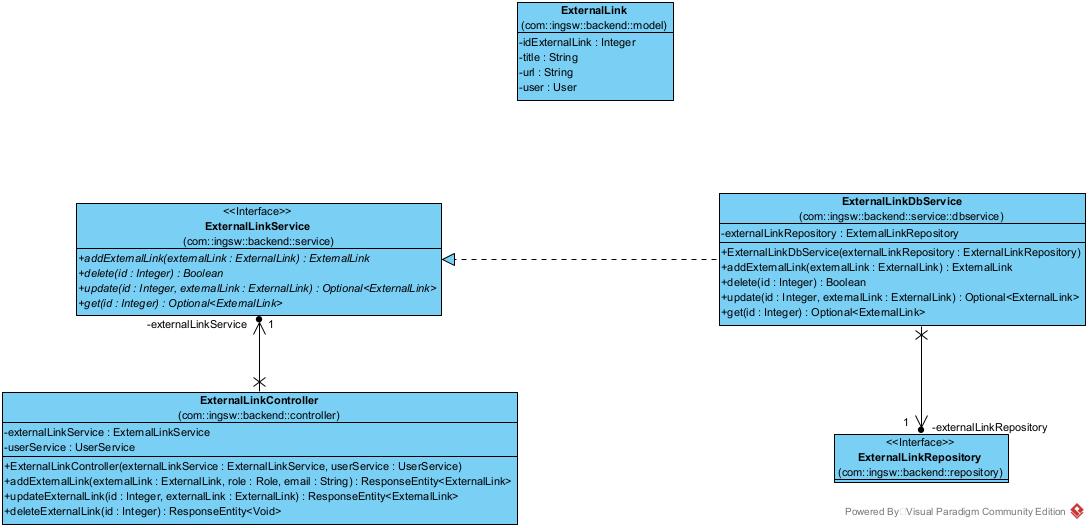 ExternalLink
(com::ingsw::backend::model)
-idExternalLink : Integer
-title : String
-url : String
-user : User
<<Interface>>
ExternalLinkService
(com::ingsw::backend::service)
+addExternalLink(externalLink : ExternalLink) : ExternalLink
+delete(id : Integer) : Boolean
+update(id : Integer, externalLink : ExternalLink) : Optional<ExternalLink>
+get(id : Integer) : Optional<ExternalLink>
ExternalLinkDbService
(com::ingsw::backend::service::dbservice)
-externalLinkRepository : ExternalLinkRepository
+ExternalLinkDbService(externalLinkRepository : ExternalLinkRepository)
+addExternalLink(externalLink : ExternalLink) : ExternalLink
+delete(id : Integer) : Boolean
+update(id : Integer, externalLink : ExternalLink) : Optional<ExternalLink>
+get(id : Integer) : Optional<ExternalLink>
-externalLinkService 1
ExternalLinkController
(com::ingsw::backend::controller)
-externalLinkService : ExternalLinkService
-userService : UserService
+ExternalLinkController(externalLinkService : ExternalLinkService, userService : UserService)
+addExternalLink(externalLink : ExternalLink, role : Role, email : String) : ResponseEntity<ExternalLink>
+updateExternalLink(id : Integer, externalLink : ExternalLink) : ResponseEntity<ExternalLink>
+deleteExternalLink(id : Integer) : ResponseEntity<Void>
1 -externalLinkRepository
<<Interface>>
ExternalLinkRepository
(com::ingsw::backend::repository)
Powered By Visual Paradigm Community Edition